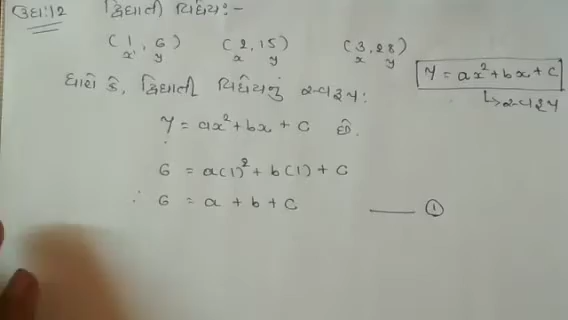 ઉદા:12 દ્વિઘાતી વિધેય:-
(1, 6) (2, 15) (3, 28)
x y x y x y
y = ax² + bx + c
↳ સ્વરૂપ
ધારો કે, દ્વિઘાતી વિધેયનું સ્વરૂપ:
y = ax² + bx + c છે.
6 = a(1)² + b(1) + c
∴ 6 = a + b + c —— ①